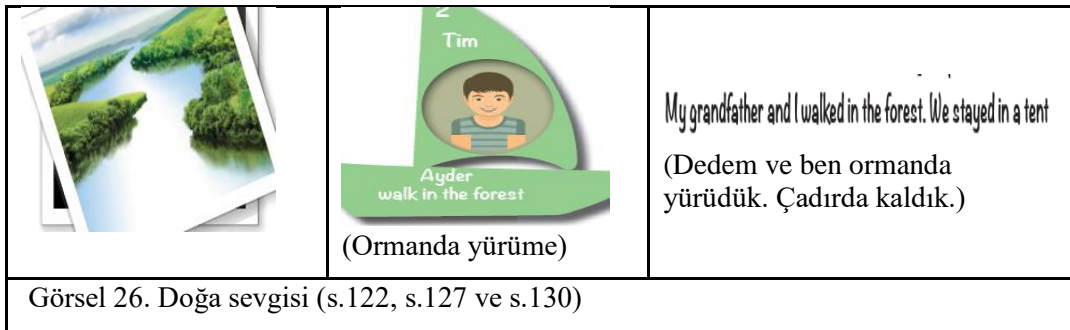 2
Tim
Ayder
walk in the forest
(Ormanda yürüme)
My grandfather and I walked in the forest. We stayed in a tent
(Dedem ve ben ormanda
yürüdük. Çadırda kaldık.)
Görsel 26. Doğa sevgisi (s.122, s.127 ve s.130)